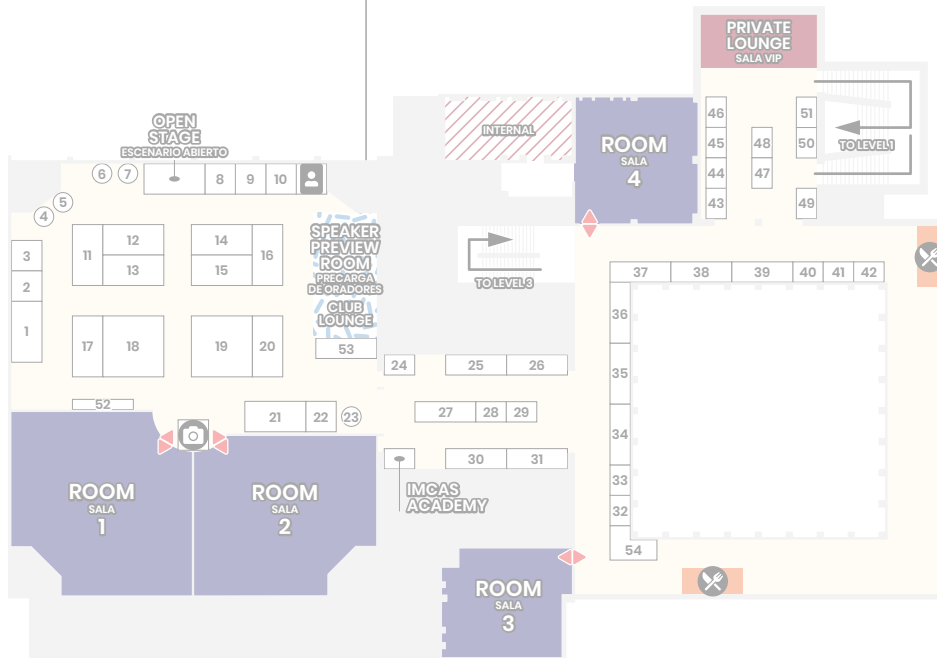 PRIVATE
LOUNGE
SALA VIP
OPEN
STAGE
ESCENARIO ABIERTO
INTERNAL
ROOM
SALA
4
46
45
44
43
48
47
51
50
49
TO LEVEL 1
6
7
8
9
10
5
4
3
2
1
11
12
13
14
15
16
17
18
19
20
SPEAKER
PREVIEW
ROOM
PRECARGA
DE ORADORES
CLUB
LOUNGE
53
TO LEVEL 3
37
38
39
40
41
42
36
35
34
33
32
54
24
25
26
27
28
29
30
31
52
21
22
23
IMCAS
ACADEMY
ROOM
SALA
1
ROOM
SALA
2
ROOM
SALA
3